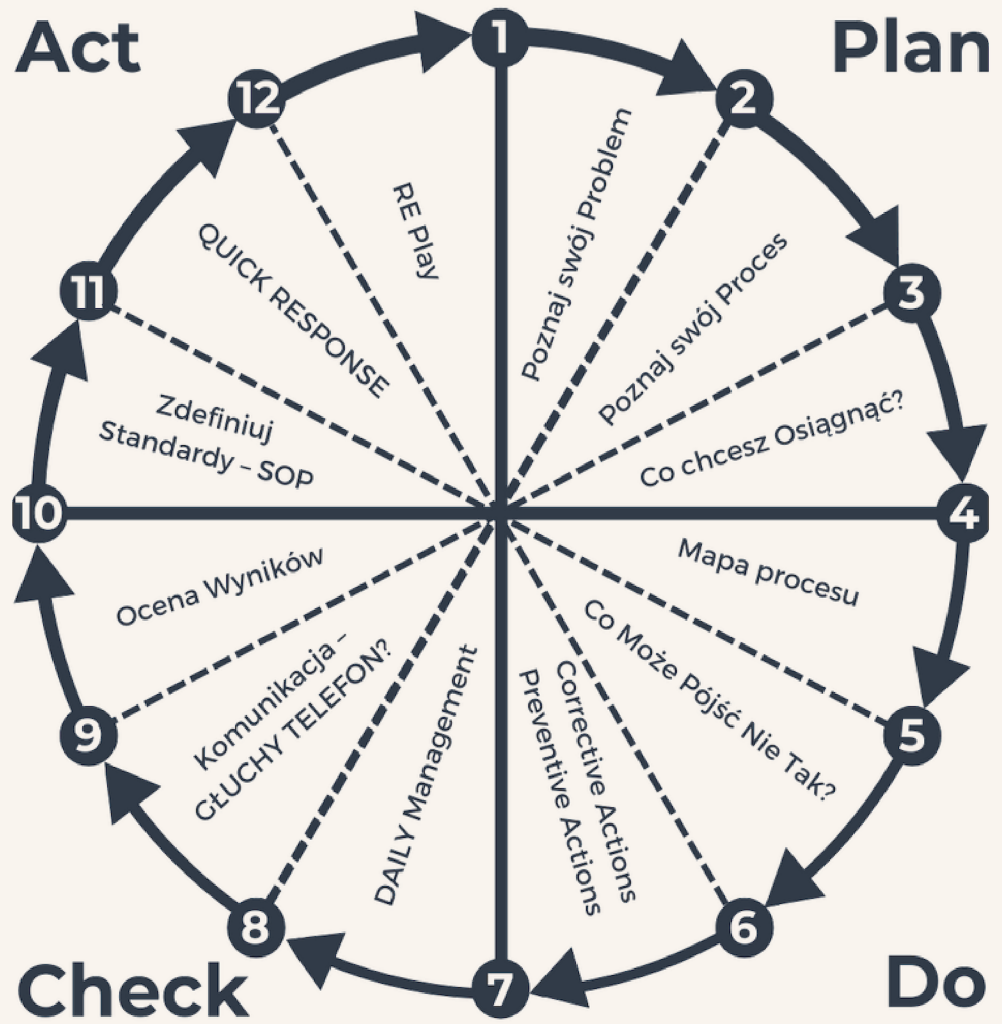 Act
Plan
1
Poznaj swój Problem
2
Poznaj swój Proces
3
Co chcesz Osiągnąć?
4
Mapa procesu
5
Co Może Pójść Nie Tak?
6
Corrective Actions
Preventive Actions
7
DAILY Management
8
Komunikacja –
GŁUCHY TELEFON?
9
Ocena Wyników
10
Zdefiniuj
Standardy – SOP
11
QUICK RESPONSE
12
RE Play
Check
Do